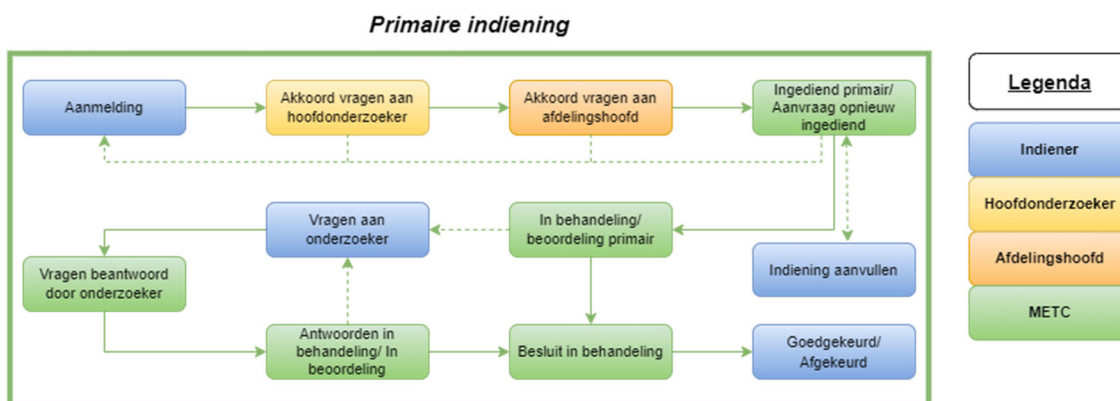 Primaire indiening
Aanmelding
Akkoord vragen aan
hoofdonderzoeker
Akkoord vragen aan
afdelingshoofd
Ingediend primair/
Aanvraag opnieuw
ingediend
Vragen aan
onderzoeker
In behandeling/
beoordeling primair
Indiening aanvullen
Vragen beantwoord
door onderzoeker
Antwoorden in
behandeling/ In
beoordeling
Besluit in behandeling
Goedgekeurd/
Afgekeurd
Legenda
Indiener
Hoofdonderzoeker
Afdelingshoofd
METC